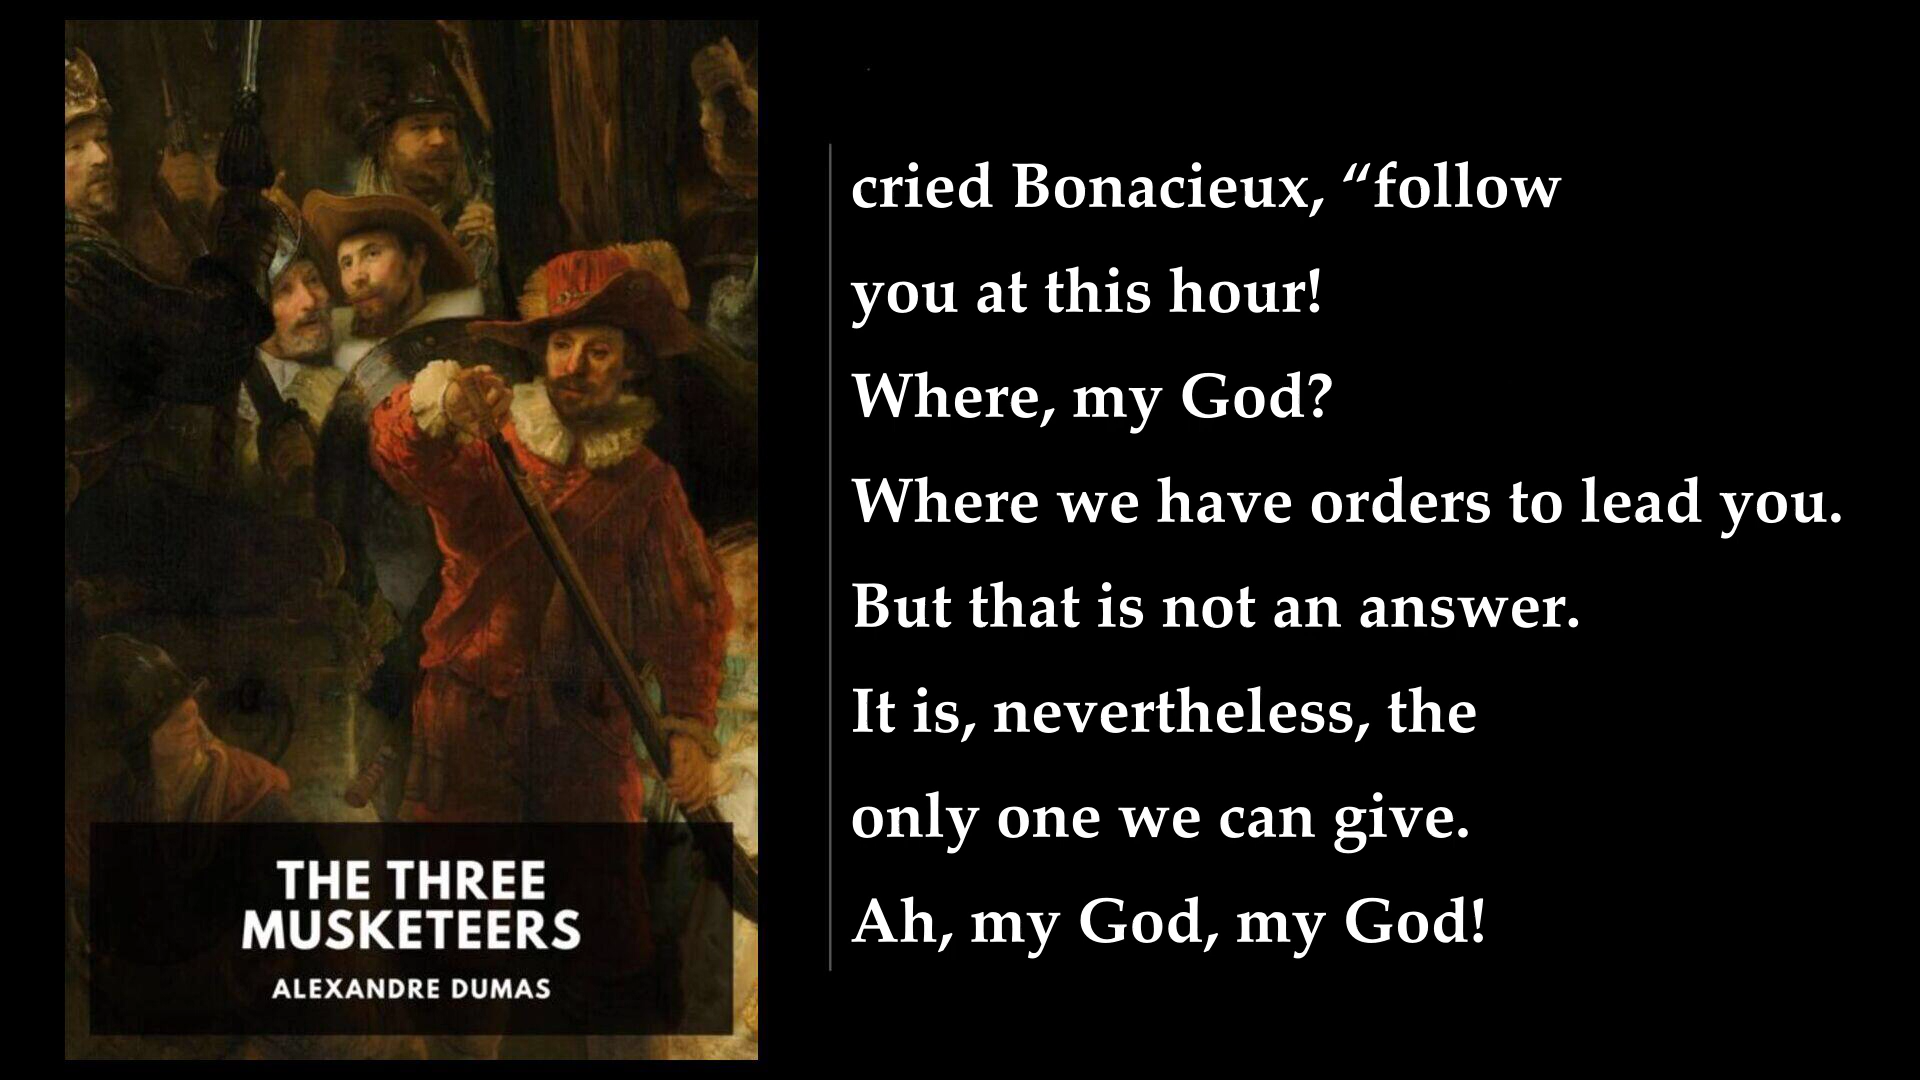 THE THREE
MUSKETEERS
ALEXANDRE DUMAS
cried Bonacieux, “follow
you at this hour!
Where, my God?
Where we have orders to lead you.
But that is not an answer.
It is, nevertheless, the
only one we can give.
Ah, my God, my God!